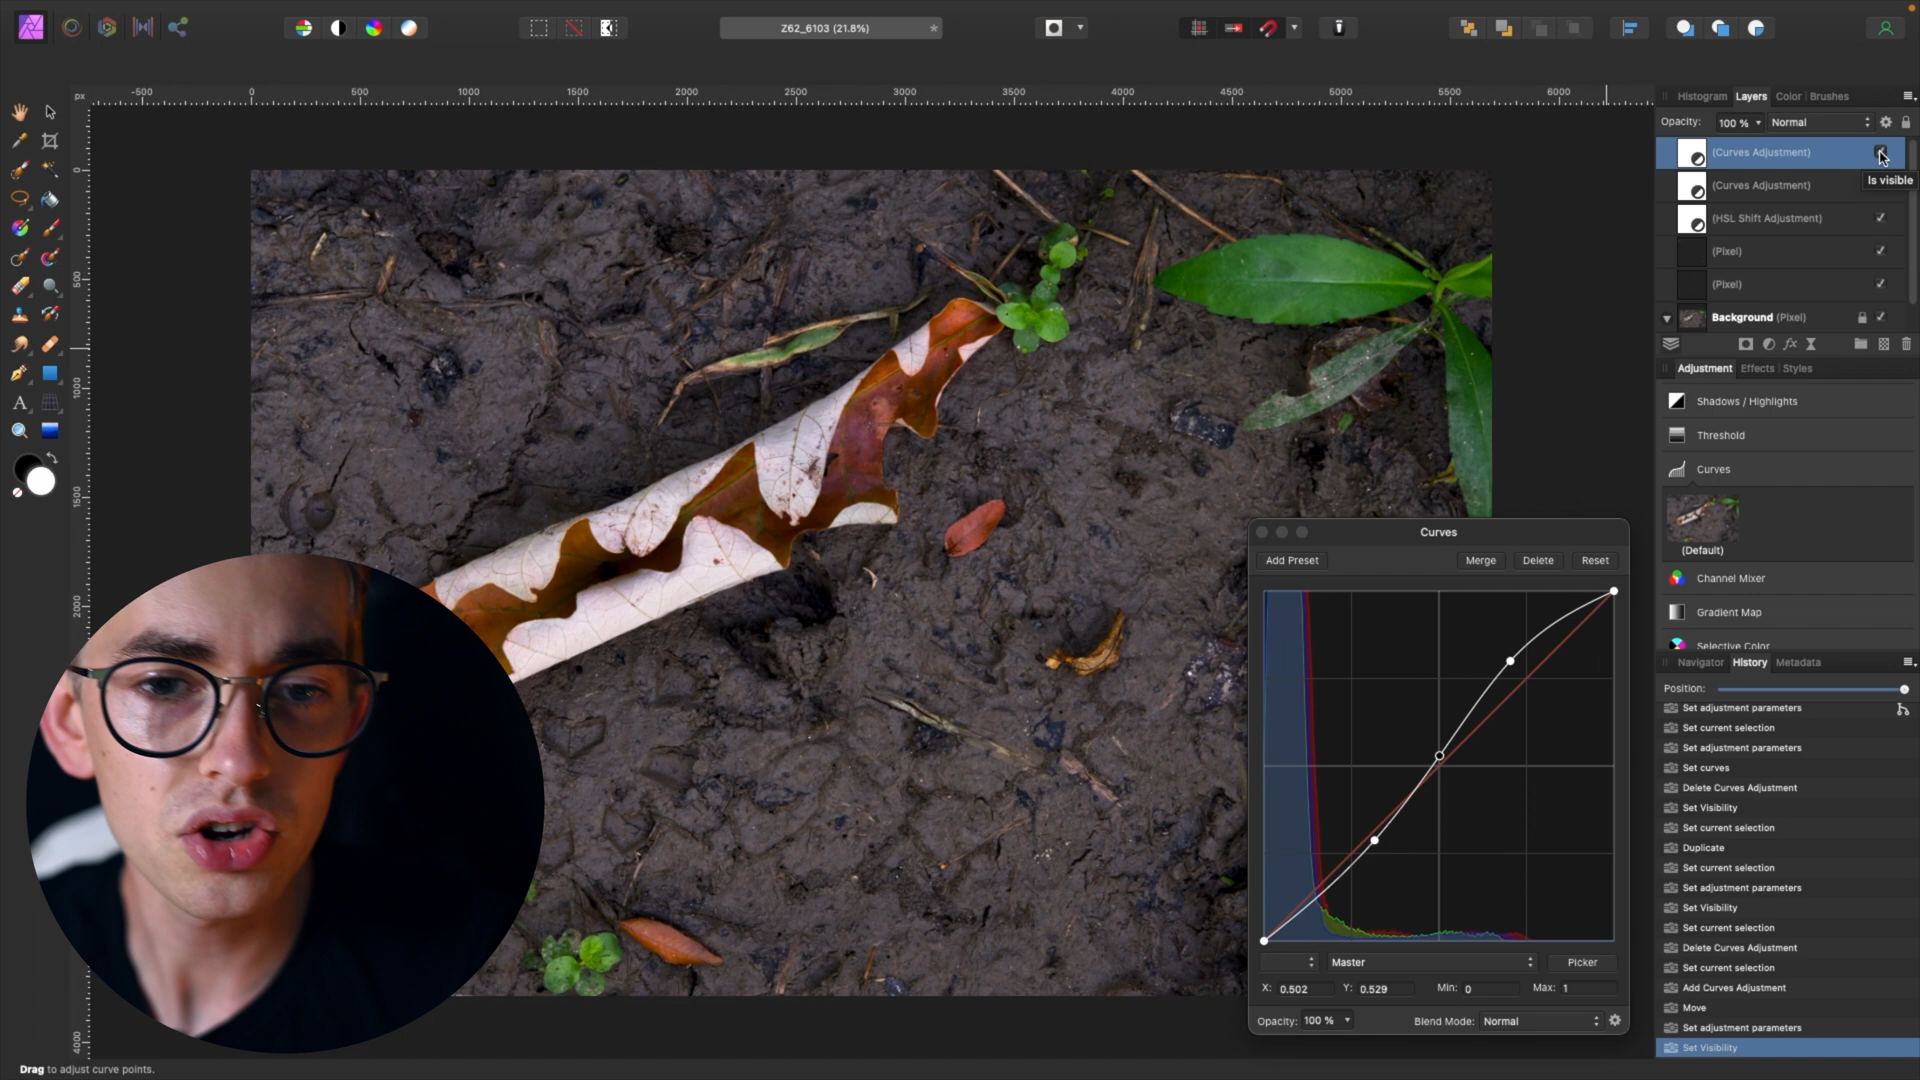 Z62_6103 (21.8%)
*
px
-500
0
500
1000
1500
2000
2500
3000
3500
4000
4500
5000
5500
6000
0
500
1000
1500
2000
4000
Histogram Layers Color Brushes
Opacity: 100 % Normal
(Curves Adjustment)
Is visible
(Curves Adjustment)
(HSL Shift Adjustment)
(Pixel)
(Pixel)
Background (Pixel)
Adjustment Effects Styles
Shadows / Highlights
Threshold
Curves
(Default)
Channel Mixer
Gradient Map
Selective Color
Navigator History Metadata
Position:
Set adjustment parameters
Set current selection
Set adjustment parameters
Set curves
Delete Curves Adjustment
Set Visibility
Set current selection
Duplicate
Set current selection
Set adjustment parameters
Set Visibility
Set current selection
Delete Curves Adjustment
Set current selection
Add Curves Adjustment
Move
Set adjustment parameters
Set Visibility
Curves
Add Preset Merge Delete Reset
Master Picker
X: 0.502 Y: 0.529 Min: 0 Max: 1
Opacity: 100 % Blend Mode: Normal
Drag to adjust curve points.